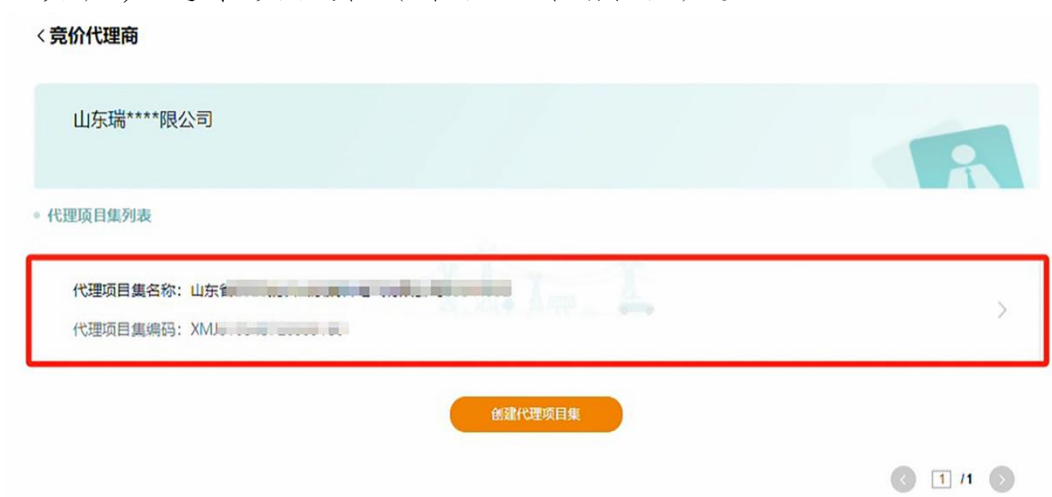 <竞价代理商
山东瑞****限公司
代理项目集列表
代理项目集名称：山东省
代理项目集编码：XMJ
>
创建代理项目集
< 1 /1 >